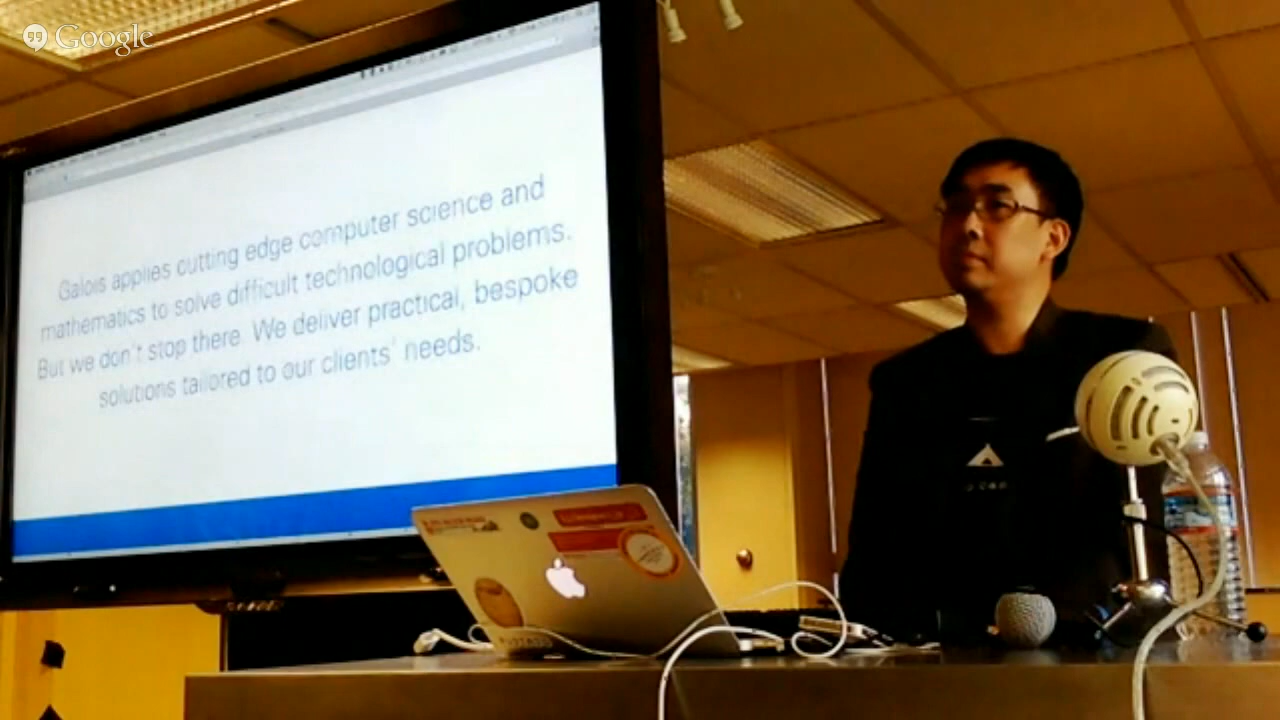 Google
Galois applies cutting edge computer science and
mathematics to solve difficult technological problems.
But we don't stop there. We deliver practical, bespoke
solutions tailored to our clients' needs.